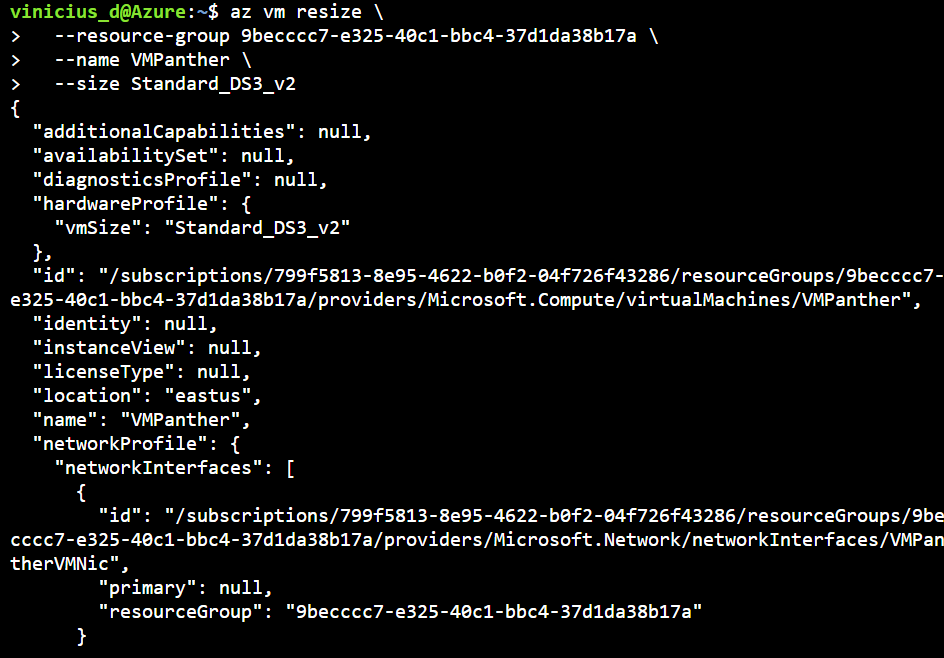 vinicius_d@Azure:~$ az vm resize \
>   --resource-group 9becccc7-e325-40c1-bbc4-37d1da38b17a \
>   --name VMPanther \
>   --size Standard_DS3_v2
{
  "additionalCapabilities": null,
  "availabilitySet": null,
  "diagnosticsProfile": null,
  "hardwareProfile": {
    "vmSize": "Standard_DS3_v2"
  },
  "id": "/subscriptions/799f5813-8e95-4622-b0f2-04f726f43286/resourceGroups/9becccc7-
e325-40c1-bbc4-37d1da38b17a/providers/Microsoft.Compute/virtualMachines/VMPanther",
  "identity": null,
  "instanceView": null,
  "licenseType": null,
  "location": "eastus",
  "name": "VMPanther",
  "networkProfile": {
    "networkInterfaces": [
      {
        "id": "/subscriptions/799f5813-8e95-4622-b0f2-04f726f43286/resourceGroups/9be
cccc7-e325-40c1-bbc4-37d1da38b17a/providers/Microsoft.Network/networkInterfaces/VMPan
therVMNic",
        "primary": null,
        "resourceGroup": "9becccc7-e325-40c1-bbc4-37d1da38b17a"
      }